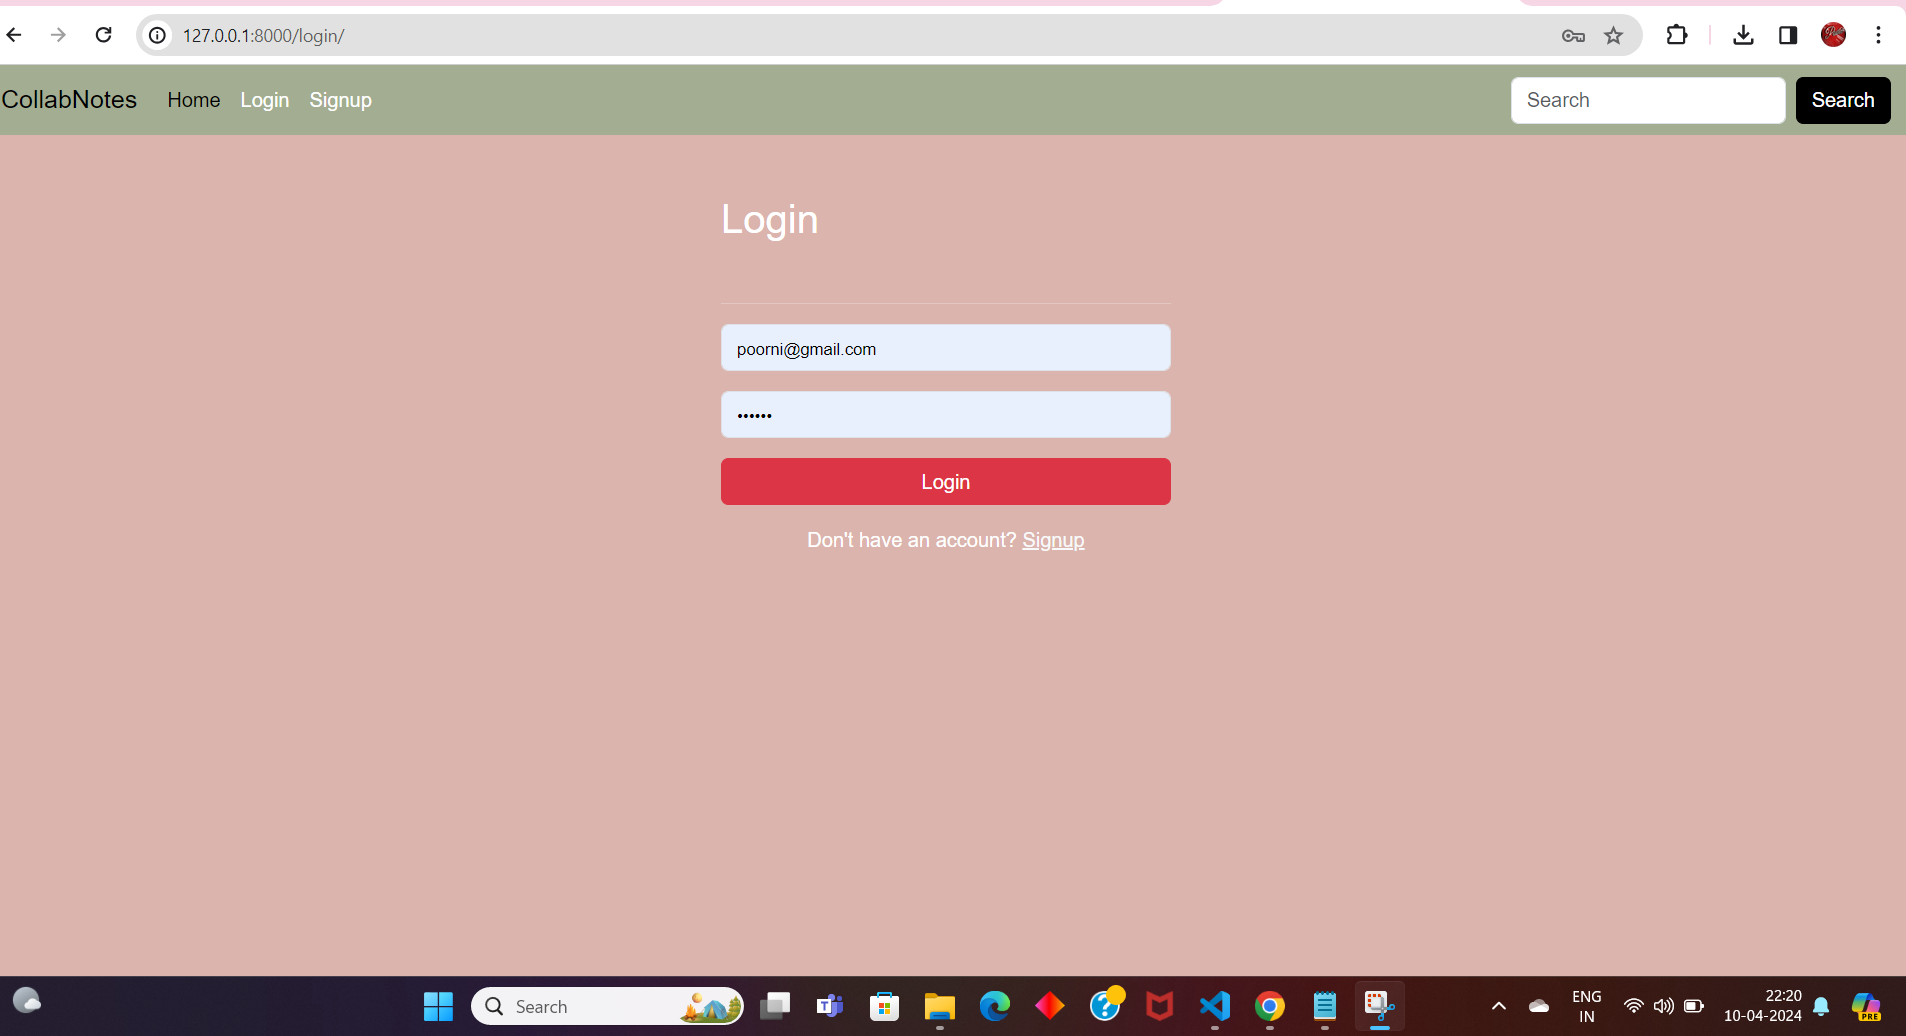 127.0.0.1:8000/login/
CollabNotes Home Login Signup Search Search
Login
poorni@gmail.com
••••••
Login
Don't have an account? Signup
Search
ENG
IN
22:20
10-04-2024
PRE